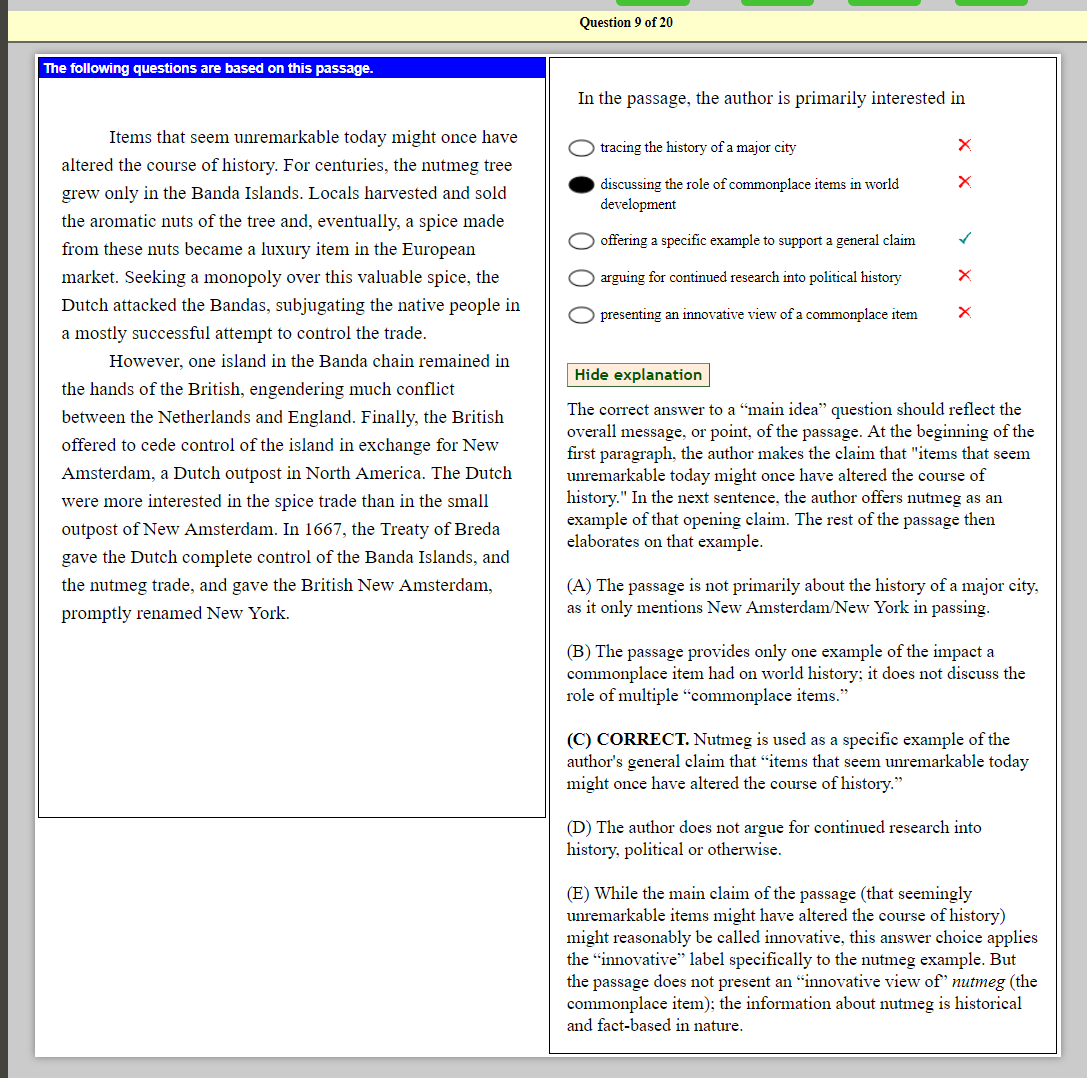 Question 9 of 20
The following questions are based on this passage.
Items that seem unremarkable today might once have
altered the course of history. For centuries, the nutmeg tree
grew only in the Banda Islands. Locals harvested and sold
the aromatic nuts of the tree and, eventually, a spice made
from these nuts became a luxury item in the European
market. Seeking a monopoly over this valuable spice, the
Dutch attacked the Bandas, subjugating the native people in
a mostly successful attempt to control the trade.
However, one island in the Banda chain remained in
the hands of the British, engendering much conflict
between the Netherlands and England. Finally, the British
offered to cede control of the island in exchange for New
Amsterdam, a Dutch outpost in North America. The Dutch
were more interested in the spice trade than in the small
outpost of New Amsterdam. In 1667, the Treaty of Breda
gave the Dutch complete control of the Banda Islands, and
the nutmeg trade, and gave the British New Amsterdam,
promptly renamed New York.
In the passage, the author is primarily interested in
tracing the history of a major city
discussing the role of commonplace items in world
development
offering a specific example to support a general claim
arguing for continued research into political history
presenting an innovative view of a commonplace item
Hide explanation
The correct answer to a “main idea” question should reflect the
overall message, or point, of the passage. At the beginning of the
first paragraph, the author makes the claim that "items that seem
unremarkable today might once have altered the course of
history." In the next sentence, the author offers nutmeg as an
example of that opening claim. The rest of the passage then
elaborates on that example.
(A) The passage is not primarily about the history of a major city,
as it only mentions New Amsterdam/New York in passing.
(B) The passage provides only one example of the impact a
commonplace item had on world history; it does not discuss the
role of multiple “commonplace items.”
(C) CORRECT. Nutmeg is used as a specific example of the
author's general claim that “items that seem unremarkable today
might once have altered the course of history.”
(D) The author does not argue for continued research into
history, political or otherwise.
(E) While the main claim of the passage (that seemingly
unremarkable items might have altered the course of history)
might reasonably be called innovative, this answer choice applies
the “innovative” label specifically to the nutmeg example. But
the passage does not present an “innovative view of” nutmeg (the
commonplace item); the information about nutmeg is historical
and fact-based in nature.